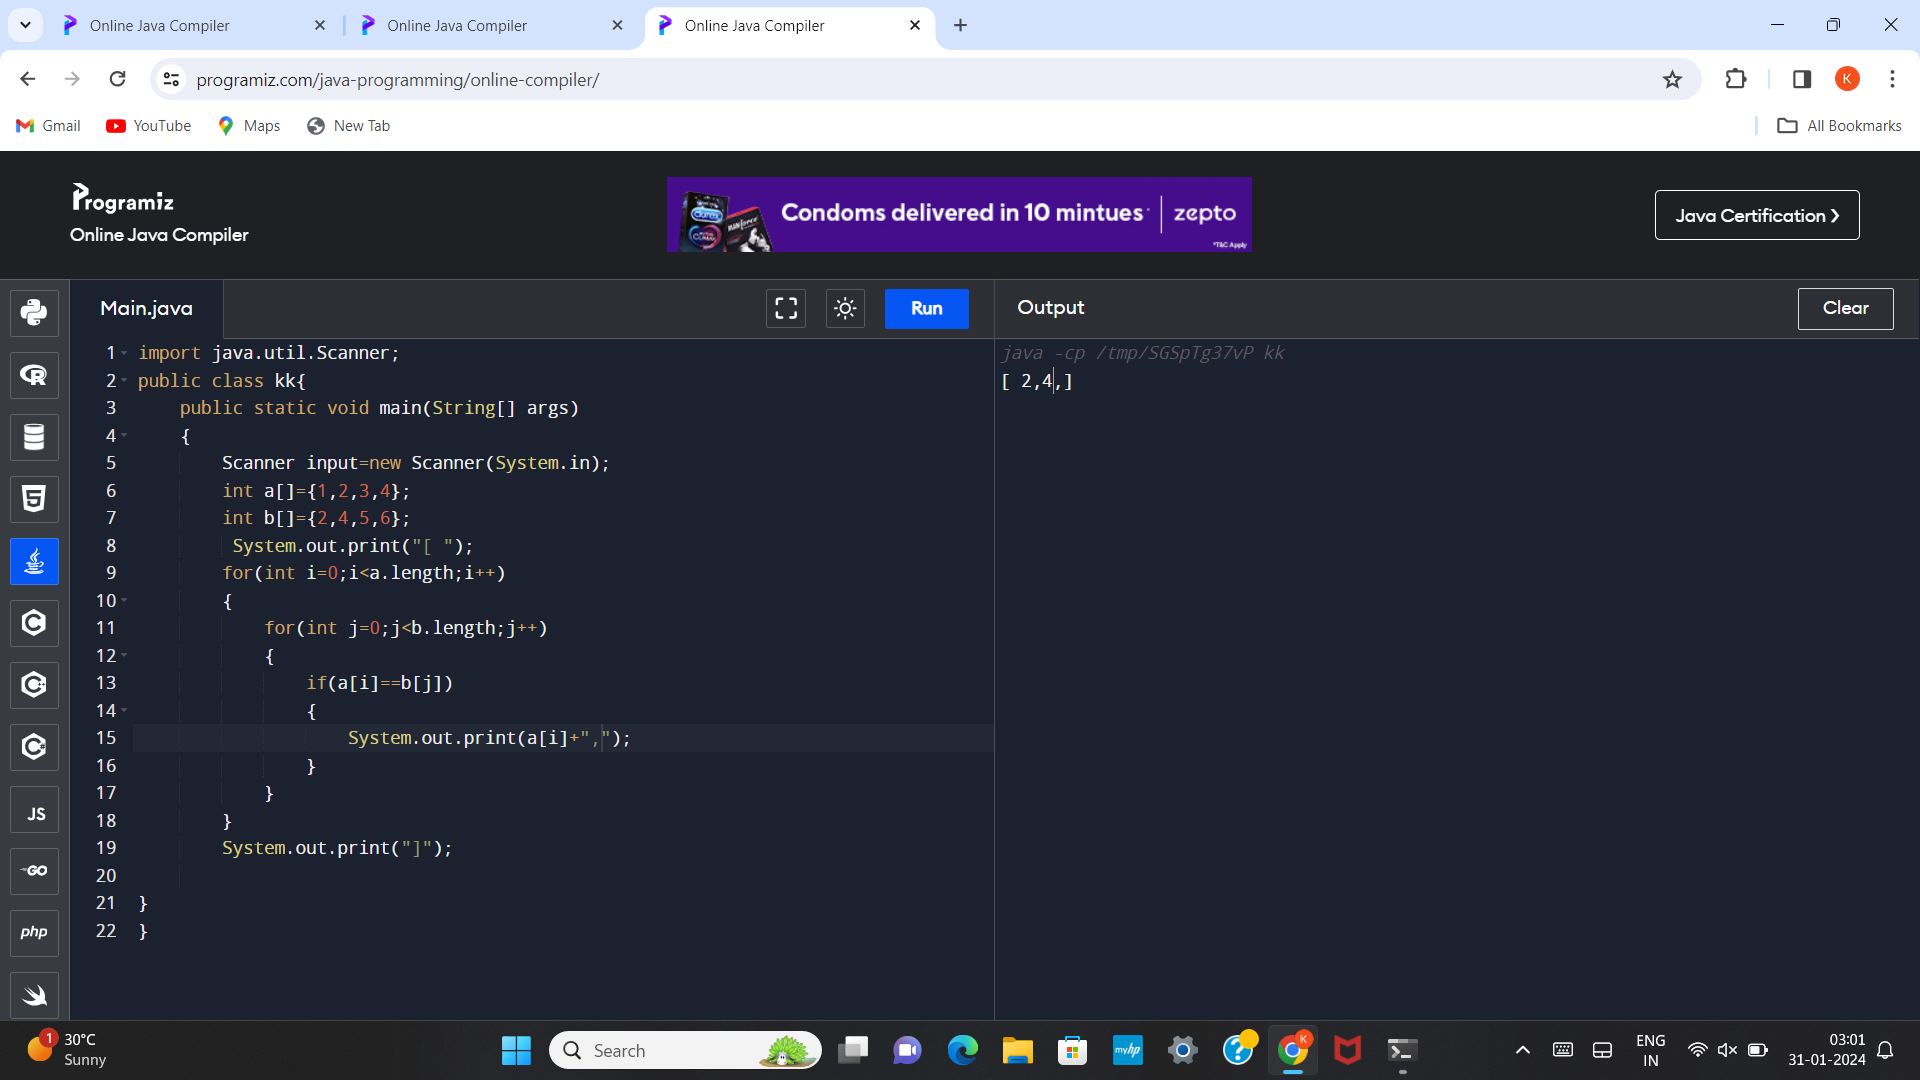 Online Java Compiler
Online Java Compiler
Online Java Compiler
programiz.com/java-programming/online-compiler/
K
Gmail
YouTube
Maps
New Tab
All Bookmarks
Programiz
Online Java Compiler
Condoms delivered in 10 mintues
zepto
*T&C Apply
Java Certification ❯
Main.java
Run
Output
Clear
1 import java.util.Scanner;
2 public class kk{
3 public static void main(String[] args)
4 {
5 Scanner input=new Scanner(System.in);
6 int a[]={1,2,3,4};
7 int b[]={2,4,5,6};
8 System.out.print("[ ");
9 for(int i=0;i<a.length;i++)
10 {
11 for(int j=0;j<b.length;j++)
12 {
13 if(a[i]==b[j])
14 {
15 System.out.print(a[i]+",");
16 }
17 }
18 }
19 System.out.print("]");
20
21 }
22 }
java -cp /tmp/SGSpTg37vP kk
[ 2,4,]
R
5
C
C
C
JS
GO
php
1
30°C
Sunny
Search
myhp
K
ENG
IN
03:01
31-01-2024